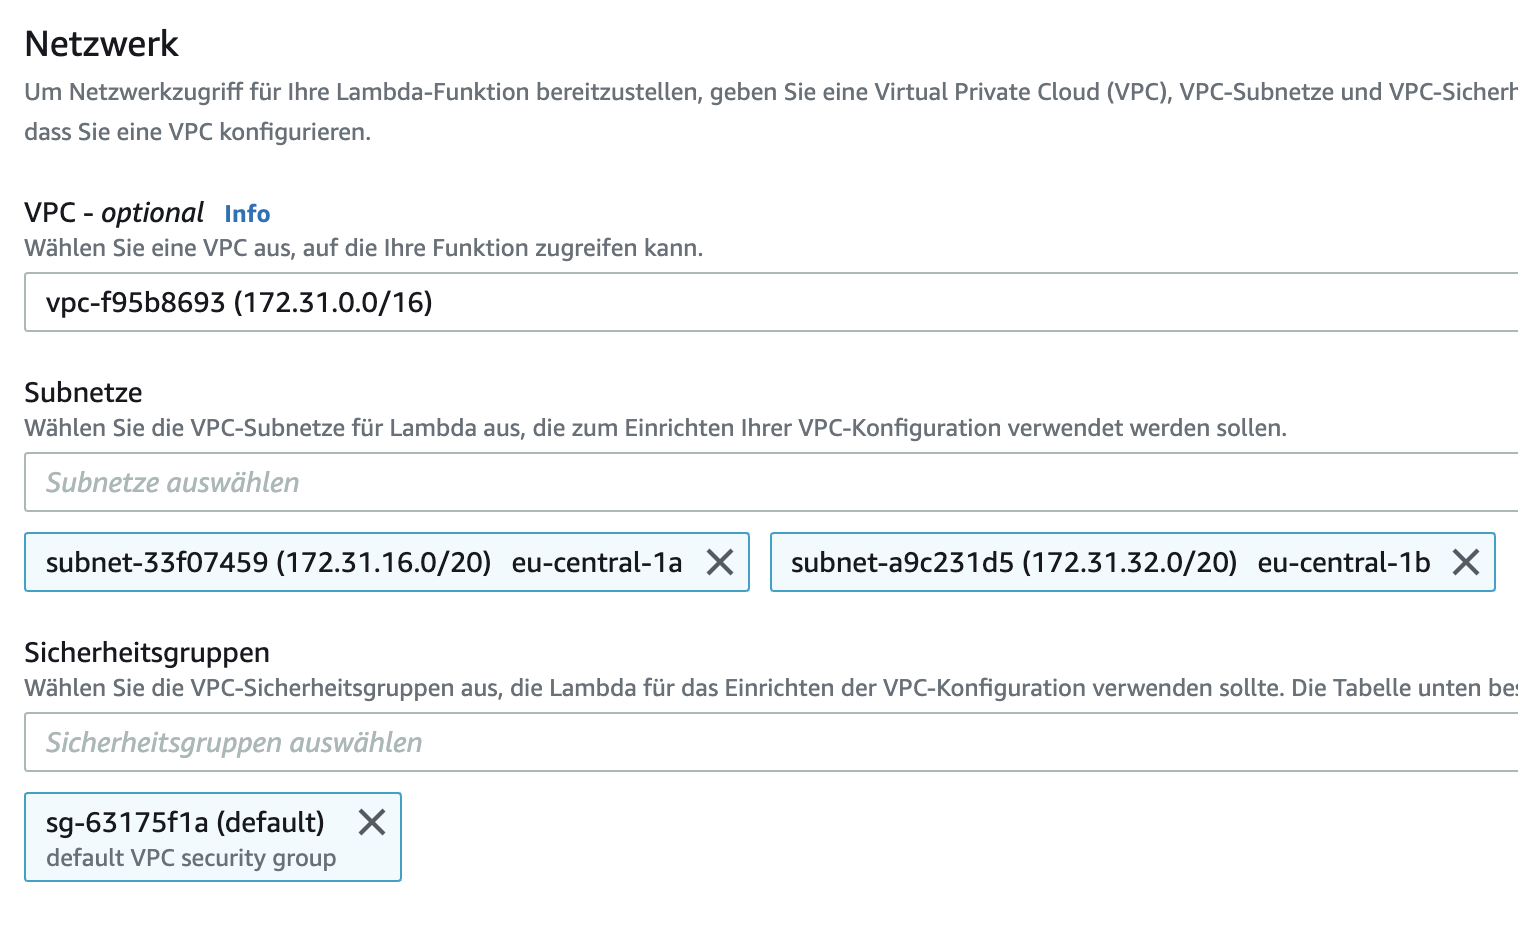 Netzwerk
Um Netzwerkzugriff für Ihre Lambda-Funktion bereitzustellen, geben Sie eine Virtual Private Cloud (VPC), VPC-Subnetze und VPC-Sicherh
dass Sie eine VPC konfigurieren.
VPC - optional Info
Wählen Sie eine VPC aus, auf die Ihre Funktion zugreifen kann.
vpc-f95b8693 (172.31.0.0/16)
Subnetze
Wählen Sie die VPC-Subnetze für Lambda aus, die zum Einrichten Ihrer VPC-Konfiguration verwendet werden sollen.
Subnetze auswählen
subnet-33f07459 (172.31.16.0/20) eu-central-1a subnet-a9c231d5 (172.31.32.0/20) eu-central-1b
Sicherheitsgruppen
Wählen Sie die VPC-Sicherheitsgruppen aus, die Lambda für das Einrichten der VPC-Konfiguration verwenden sollte. Die Tabelle unten bes
Sicherheitsgruppen auswählen
sg-63175f1a (default)
default VPC security group